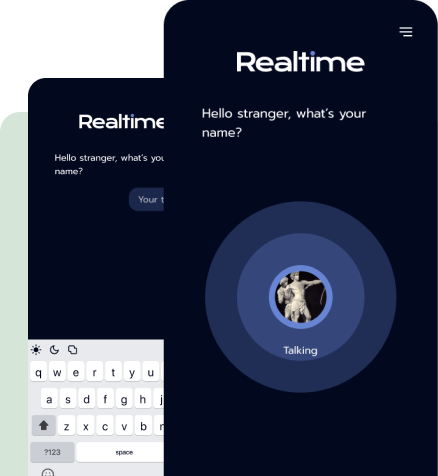 Realtime
Hello stranger, what's your
name?
Talking
Realtime
Hello stranger, what's you
name?
Your t
q w e r t y u
a s d f g h j
z x c v b n
?123
space